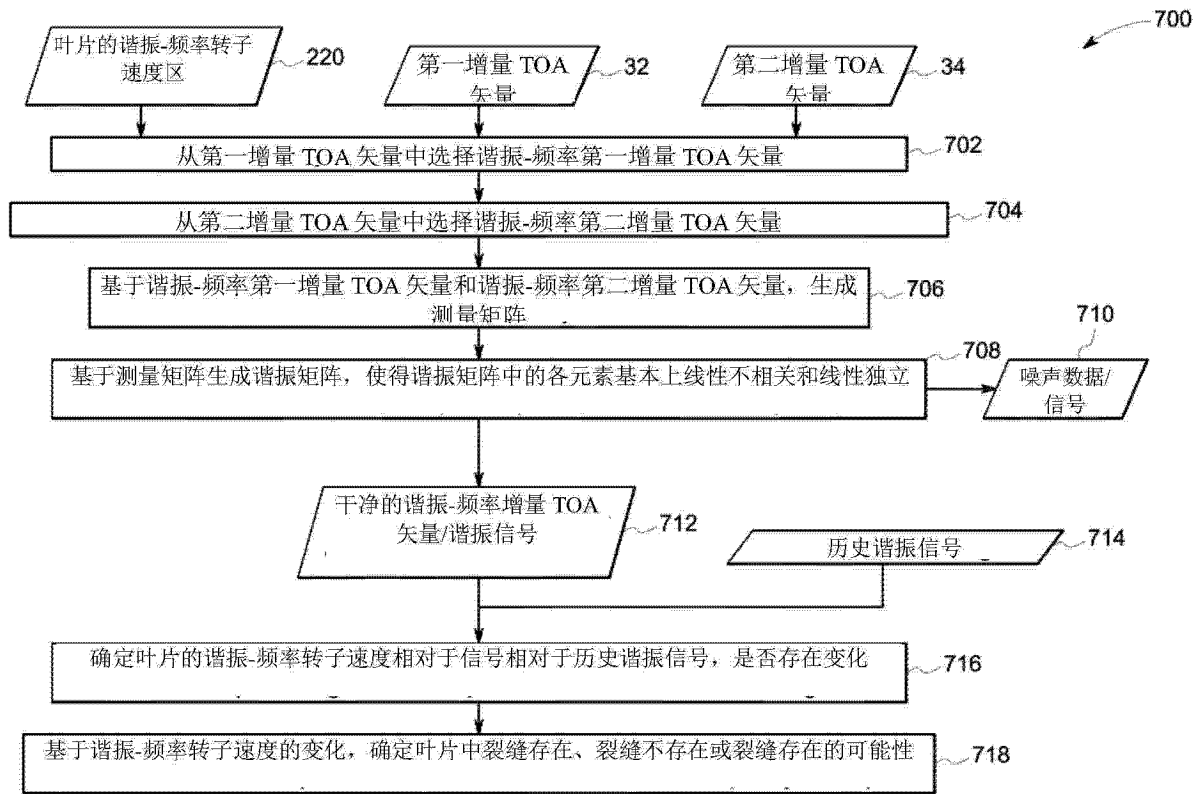 700
叶片的谐振-频率转子
速度区
220
第一增量 TOA
矢量
32
第二增量 TOA
矢量
34
从第一增量 TOA 矢量中选择谐振-频率第一增量 TOA 矢量
702
从第二增量 TOA 矢量中选择谐振-频率第二增量 TOA 矢量
704
基于谐振-频率第一增量 TOA 矢量和谐振-频率第二增量 TOA 矢量，生成
测量矩阵
706
基于测量矩阵生成谐振矩阵，使得谐振矩阵中的各元素基本上线性不相关和线性独立
708
710
噪声数据/
信号
干净的谐振-频率增量 TOA
矢量/谐振信号
712
历史谐振信号
714
确定叶片的谐振-频率转子速度相对于信号相对于历史谐振信号，是否存在变化
716
基于谐振-频率转子速度的变化，确定叶片中裂缝存在、裂缝不存在或裂缝存在的可能性
718